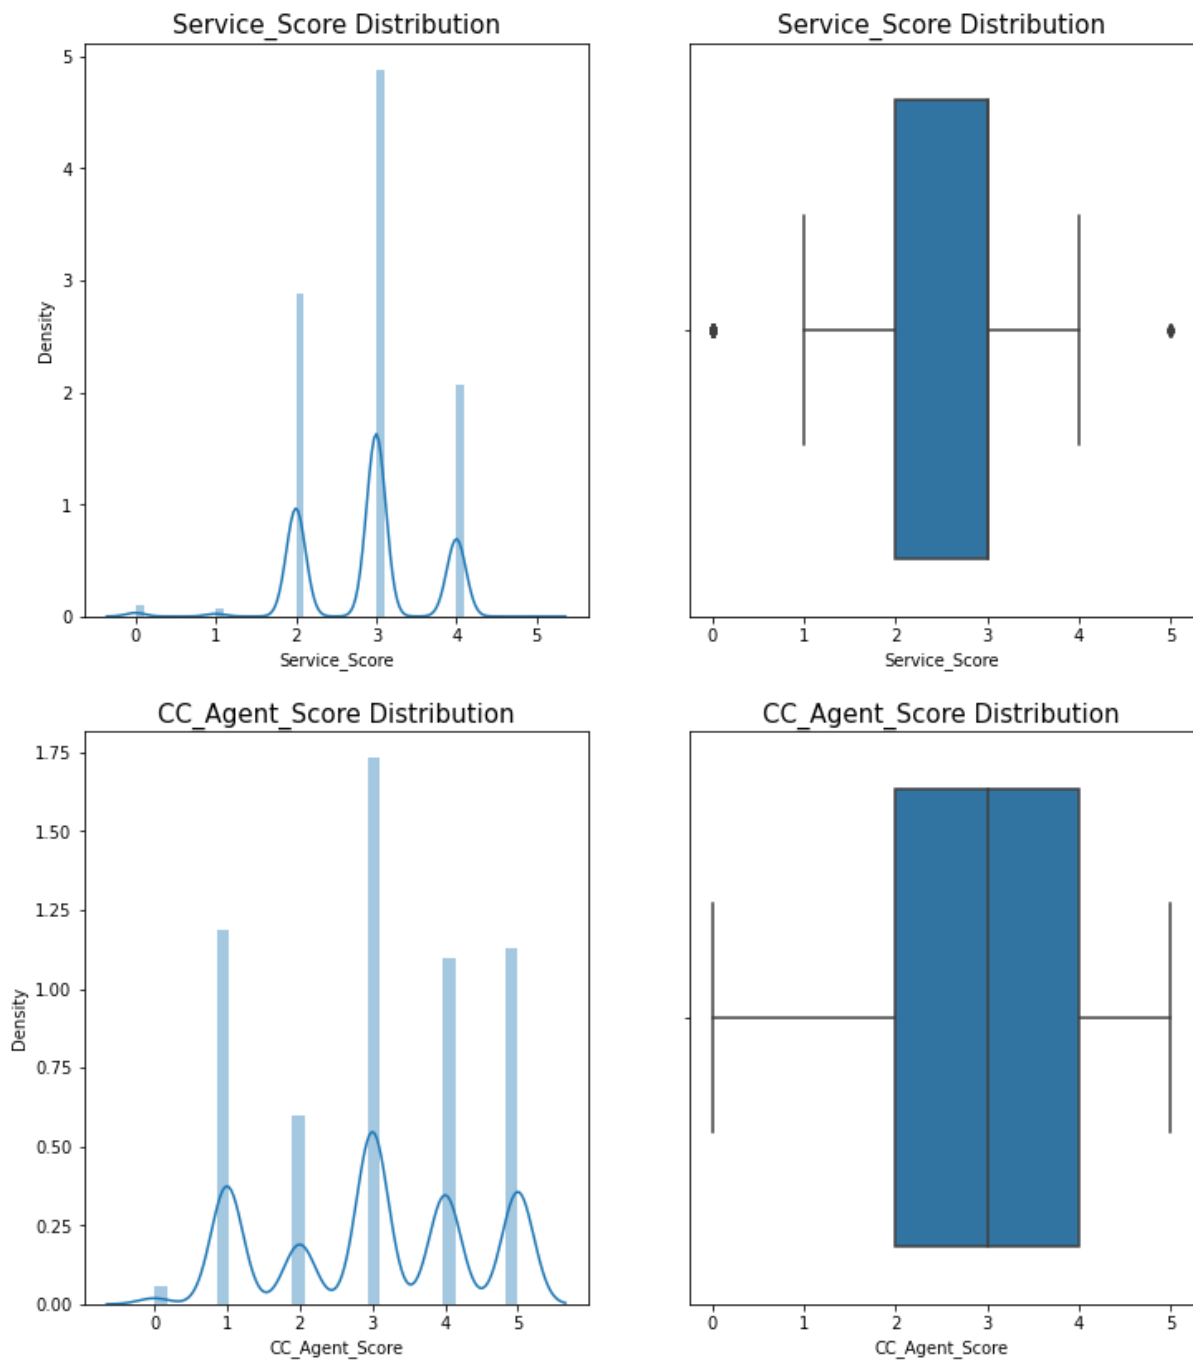 Service_Score Distribution
5
4
3
2
1
0
Density
0 1 2 3 4 5
Service_Score
Service_Score Distribution
0 1 2 3 4 5
Service_Score
CC_Agent_Score Distribution
1.75
1.50
1.25
1.00
0.75
0.50
0.25
0.00
Density
0 1 2 3 4 5
CC_Agent_Score
CC_Agent_Score Distribution
0 1 2 3 4 5
CC_Agent_Score